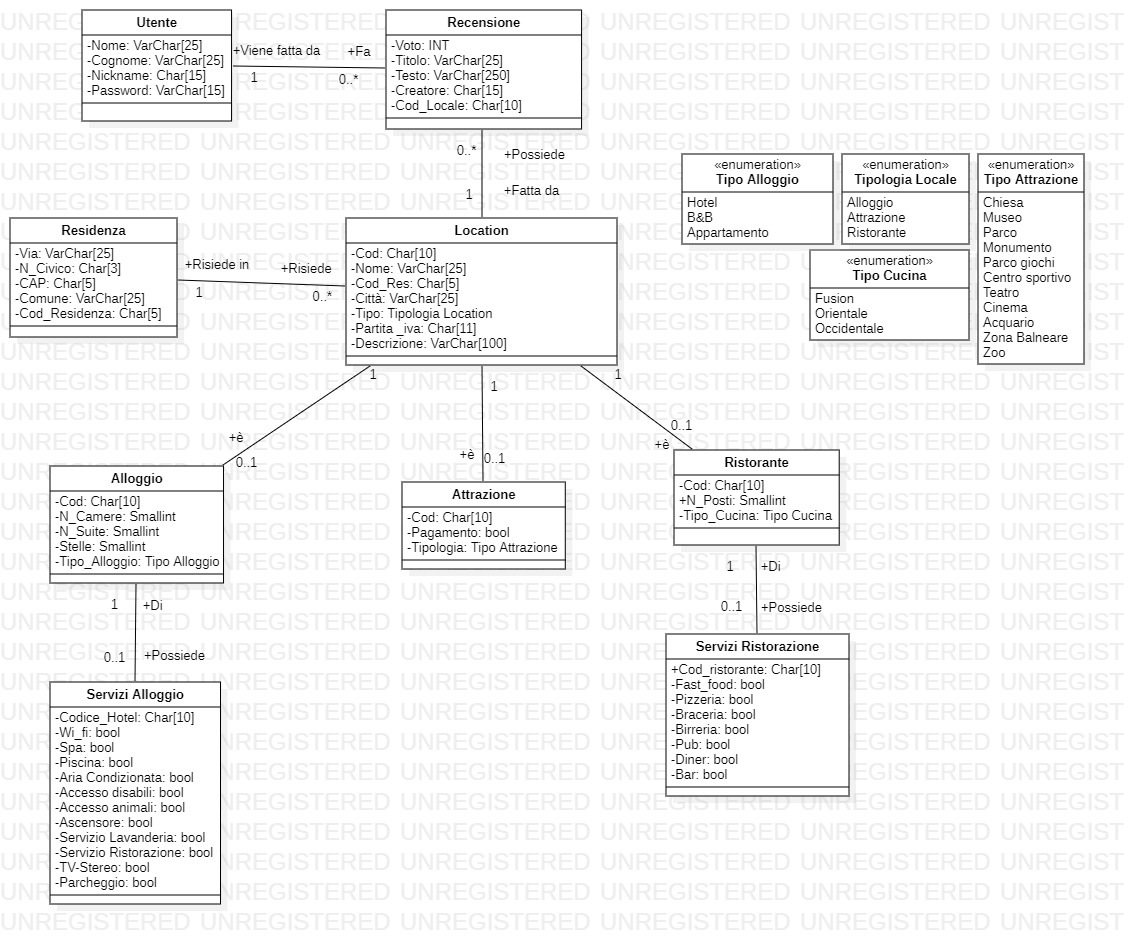 Utente
-Nome: VarChar[25]
-Cognome: VarChar[25]
-Nickname: Char[15]
-Password: VarChar[15]
+Viene fatta da
+Fa
1
0..*
Recensione
-Voto: INT
-Titolo: VarChar[25]
-Testo: VarChar[250]
-Creatore: Char[15]
-Cod_Locale: Char[10]
0..*
+Possiede
1
+Fatta da
«enumeration»
Tipo Alloggio
Hotel
B&B
Appartamento
«enumeration»
Tipologia Locale
Alloggio
Attrazione
Ristorante
«enumeration»
Tipo Attrazione
Chiesa
Museo
Parco
Monumento
Parco giochi
Centro sportivo
Teatro
Cinema
Acquario
Zona Balneare
Zoo
«enumeration»
Tipo Cucina
Fusion
Orientale
Occidentale
Residenza
-Via: VarChar[25]
-N_Civico: Char[3]
-CAP: Char[5]
-Comune: VarChar[25]
-Cod_Residenza: Char[5]
+Risiede in
+Risiede
1
0..*
Location
-Cod: Char[10]
-Nome: VarChar[25]
-Cod_Res: Char[5]
-Città: VarChar[25]
-Tipo: Tipologia Location
-Partita _iva: Char[11]
-Descrizione: VarChar[100]
1
1
1
+è
0..1
+è
0..1
0..1
+è
Alloggio
-Cod: Char[10]
-N_Camere: Smallint
-N_Suite: Smallint
-Stelle: Smallint
-Tipo_Alloggio: Tipo Alloggio
Attrazione
-Cod: Char[10]
-Pagamento: bool
-Tipologia: Tipo Attrazione
Ristorante
-Cod: Char[10]
+N_Posti: Smallint
-Tipo_Cucina: Tipo Cucina
1
+Di
0..1
+Possiede
1
+Di
0..1
+Possiede
Servizi Alloggio
-Codice_Hotel: Char[10]
-Wi_fi: bool
-Spa: bool
-Piscina: bool
-Aria Condizionata: bool
-Accesso disabili: bool
-Accesso animali: bool
-Ascensore: bool
-Servizio Lavanderia: bool
-Servizio Ristorazione: bool
-TV-Stereo: bool
-Parcheggio: bool
Servizi Ristorazione
+Cod_ristorante: Char[10]
-Fast_food: bool
-Pizzeria: bool
-Braceria: bool
-Birreria: bool
-Pub: bool
-Diner: bool
-Bar: bool
UNREGISTERED